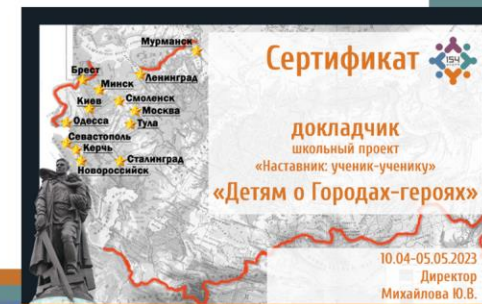 Мурманск
Брест
Ленинград
Минск
Киев
Смоленск
Москва
Одесса
Тула
Севастополь
Керчь
Сталинград
Новороссийск
Сертификат
154
докладчик
школьный проект
«Наставник: ученик-ученику»
«Детям о Городах-героях»
10.04-05.05.2023
Директор
Михайлова Ю.В.